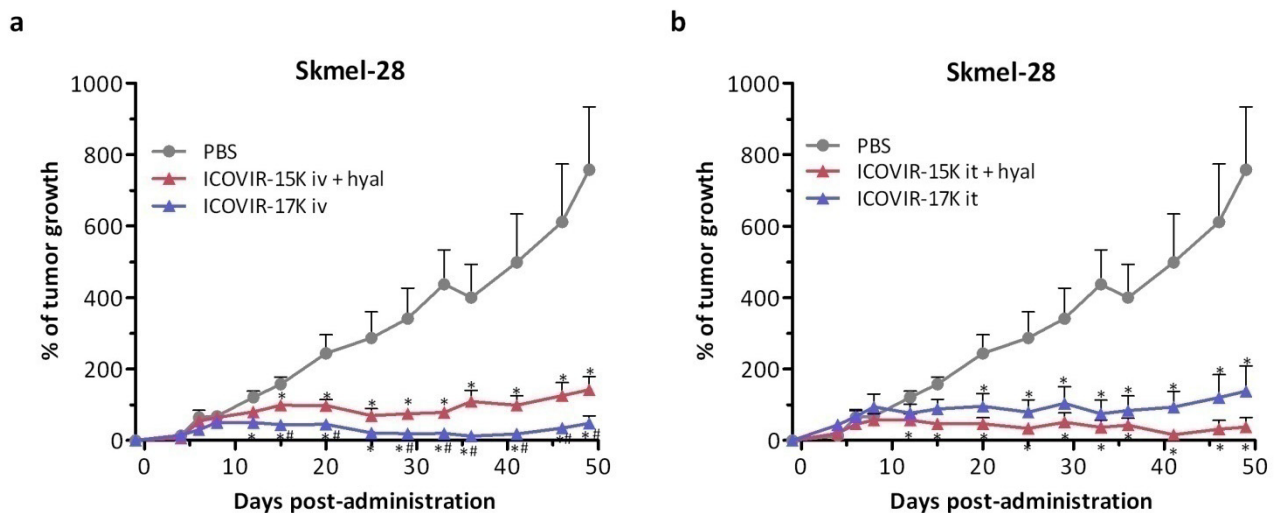 a
Skmel-28
1000
800
600
400
200
0
% of tumor growth
PBS
ICOVIR-15K iv + hyal
ICOVIR-17K iv
* * * * * * * * *
* *# *# * *# *# *# *# *# *#
0 10 20 30 40 50
Days post-administration
b
Skmel-28
1000
800
600
400
200
0
% of tumor growth
PBS
ICOVIR-15K it + hyal
ICOVIR-17K it
* * * * * * * *
* * * * * * * * * *
0 10 20 30 40 50
Days post-administration